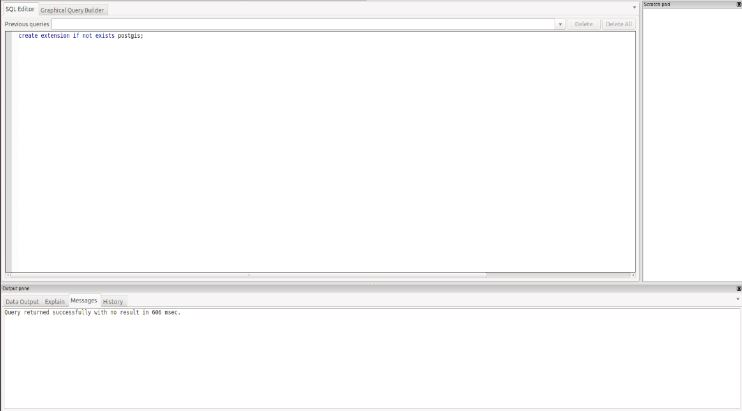 SQL Editor Graphical Query Builder
Scratch pad
Previous queries Delete Delete All
create extension if not exists postgis;
Output pane
Data Output Explain Messages History
Query returned successfully with no result in 606 msec.